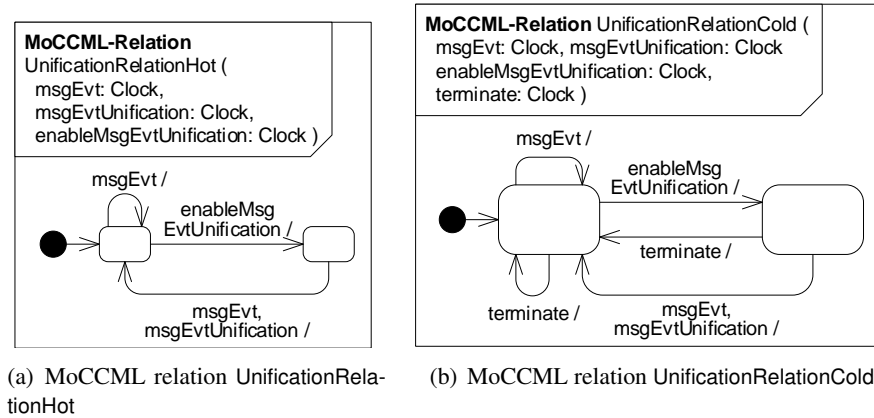 MoCCML-Relation
UnificationRelationHot (
msgEvt: Clock,
msgEvtUnification: Clock,
enableMsgEvtUnification: Clock )
msgEvt /
enableMsg
EvtUnification /
msgEvt,
msgEvtUnification /
(a) MoCCML relation UnificationRela-
tionHot
MoCCML-Relation UnificationRelationCold (
msgEvt: Clock, msgEvtUnification: Clock
enableMsgEvtUnification: Clock,
terminate: Clock )
msgEvt /
enableMsg
EvtUnification /
terminate /
terminate /
msgEvt,
msgEvtUnification /
(b) MoCCML relation UnificationRelationCold